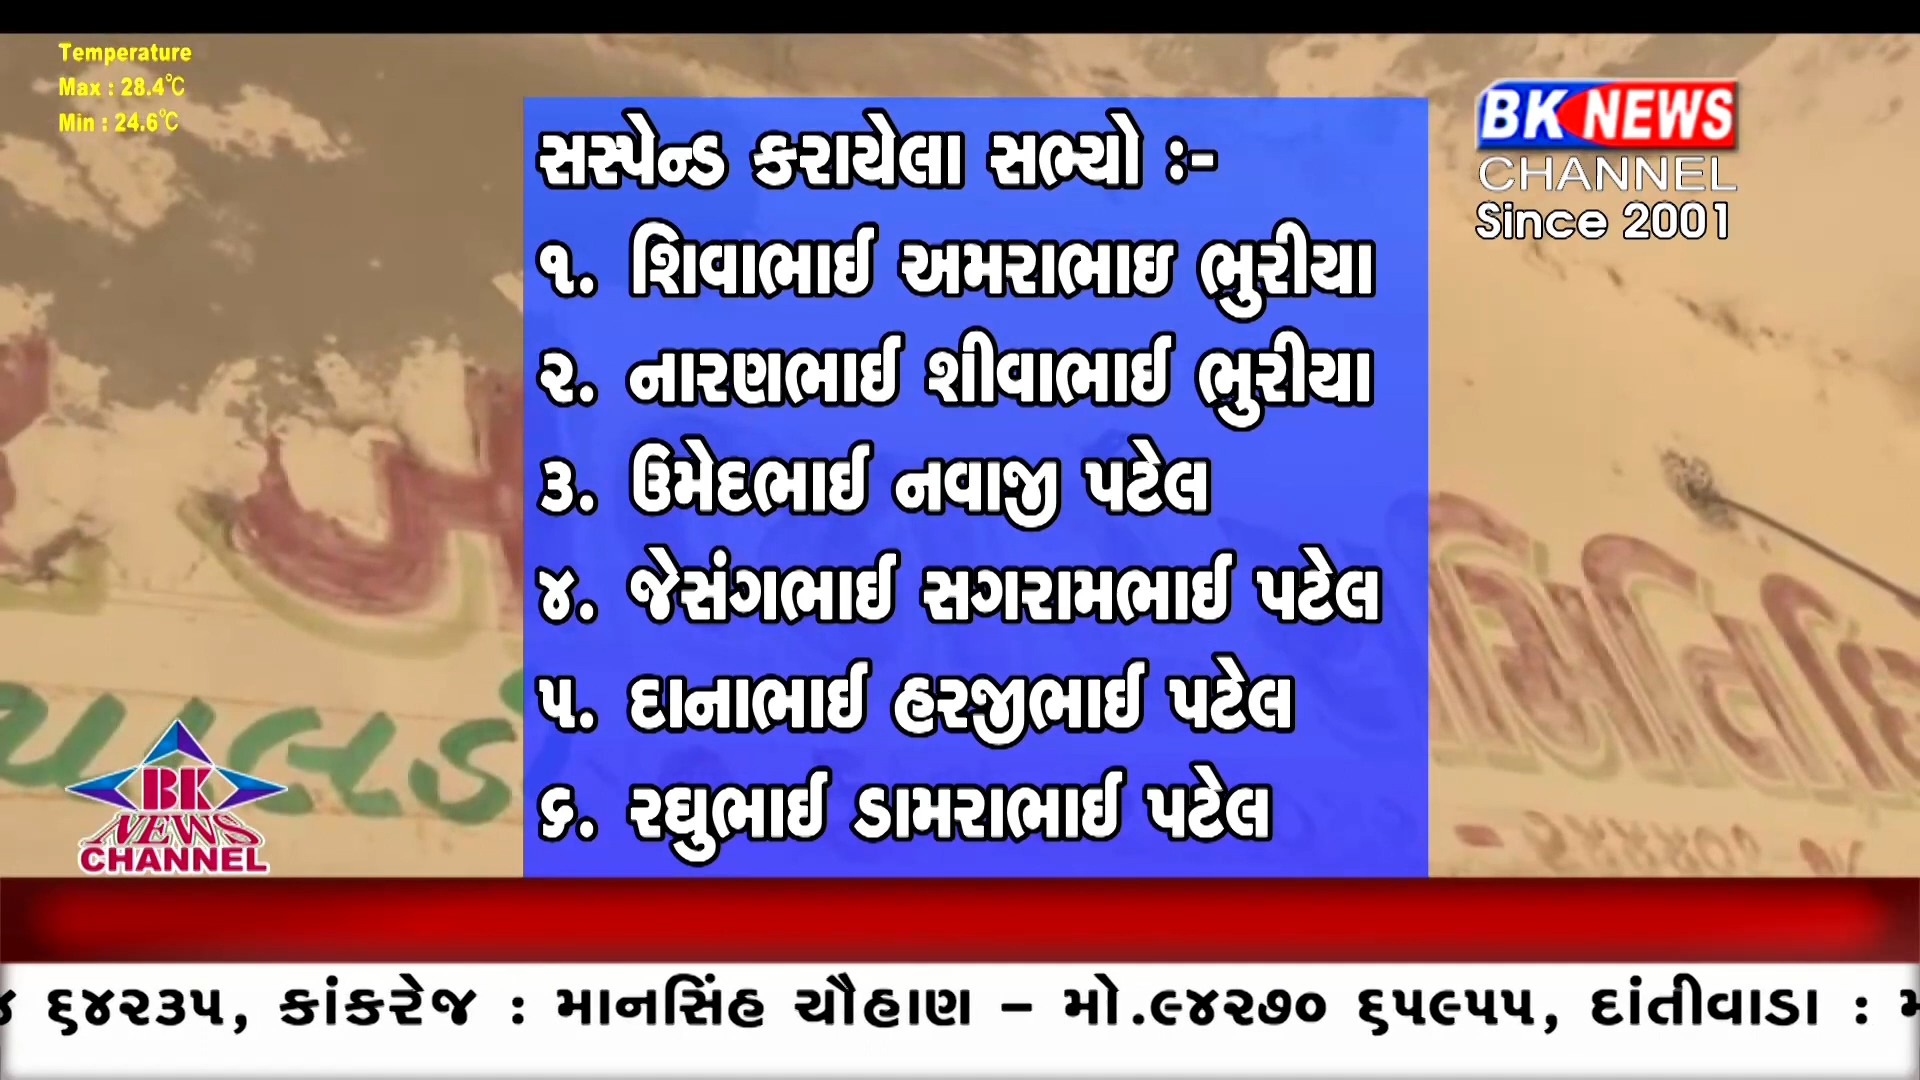 Temperature
Max : 28.4℃
Min : 24.6℃
BK NEWS
CHANNEL
Since 2001
સસ્પેન્ડ કરાયેલા સભ્યો :-
૧. શિવાભાઈ અમરાભાઇ ભુરીયા
૨. નારણભાઈ શીવાભાઈ ભુરીયા
૩. ઉમેદભાઈ નવાજી પટેલ
૪. જેસંગભાઈ સગરામભાઈ પટેલ
૫. દાનાભાઈ હરજીભાઈ પટેલ
૬. રઘુભાઈ ડામરાભાઈ પટેલ
BK
NEWS
CHANNEL
૬૪૨૩૫, કાંકરેજ : માનસિંહ ચૌહાણ – મો.૯૪૨૭૦ ૬૫૯૫૫, દાંતીવાડા :